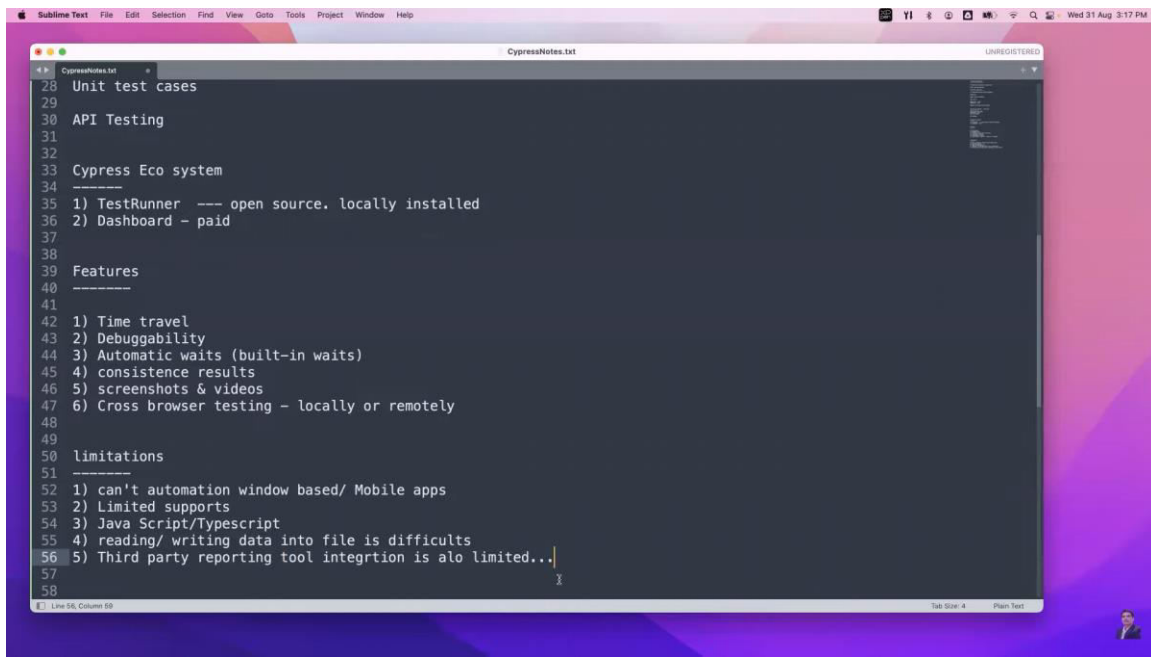 Sublime Text File Edit Selection Find View Goto Tools Project Window Help
Wed 31 Aug 3:17 PM
CypressNotes.txt
UNREGISTERED
CypressNotes.txt
28 Unit test cases
29
30 API Testing
31
32
33 Cypress Eco system
34 ------
35 1) TestRunner --- open source. locally installed
36 2) Dashboard - paid
37
38
39 Features
40 -------
41
42 1) Time travel
43 2) Debuggability
44 3) Automatic waits (built-in waits)
45 4) consistence results
46 5) screenshots & videos
47 6) Cross browser testing - locally or remotely
48
49
50 limitations
51 -------
52 1) can't automation window based/ Mobile apps
53 2) Limited supports
54 3) Java Script/Typescript
55 4) reading/ writing data into file is difficults
56 5) Third party reporting tool integrtion is alo limited...
57
58
Line 56, Column 59
Tab Size: 4
Plain Text